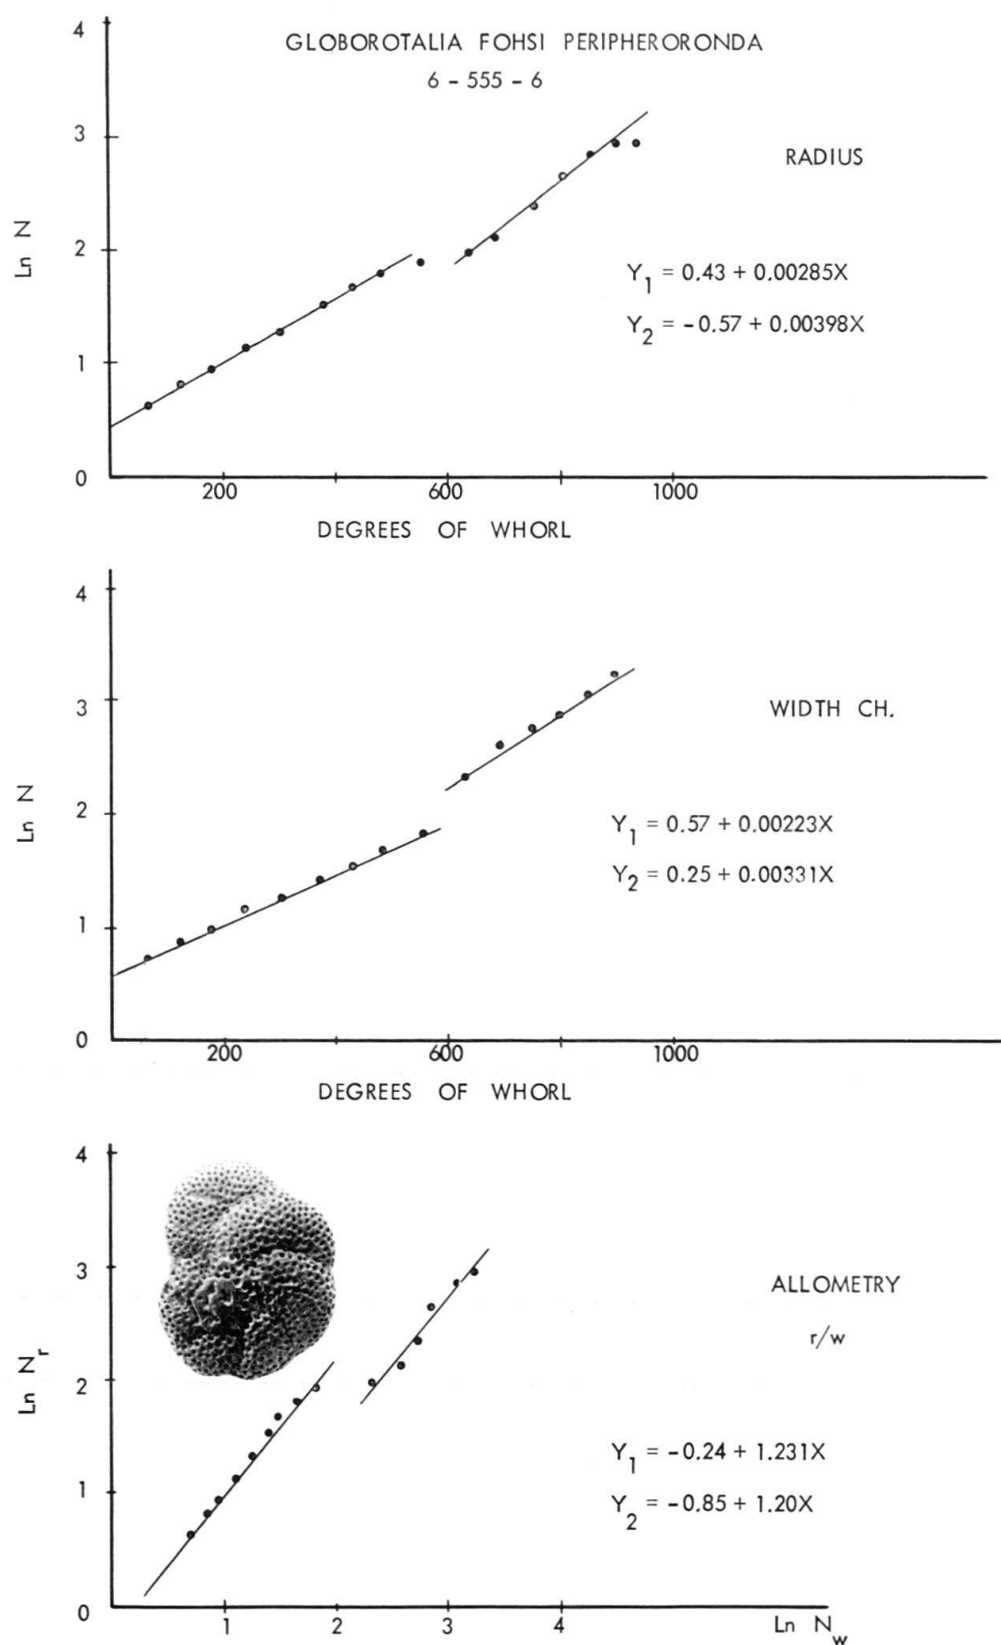 GLOBOROTALIA FOHSI PERIPHERORONDA
6 - 555 - 6
4
3
2
1
0
Ln N
RADIUS
Y1 = 0.43 + 0.00285X
Y2 = -0.57 + 0.00398X
200 600 1000
DEGREES OF WHORL
4
3
2
1
0
Ln N
WIDTH CH.
Y1 = 0.57 + 0.00223X
Y2 = 0.25 + 0.00331X
200 600 1000
DEGREES OF WHORL
4
3
2
1
0
Ln Nr
ALLOMETRY
r/w
Y1 = -0.24 + 1.231X
Y2 = -0.85 + 1.20X
1 2 3 4 Ln Nw